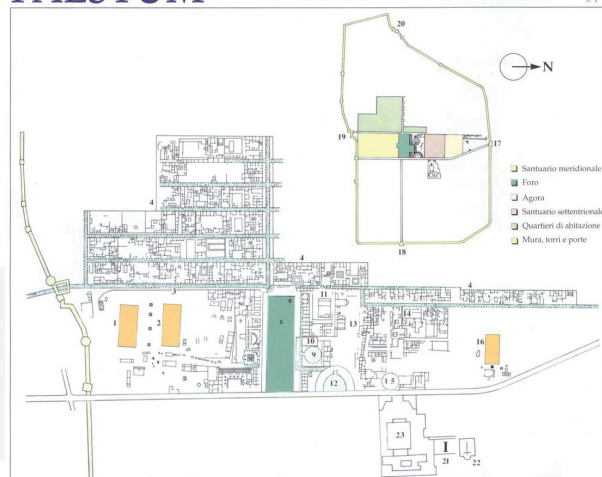 PAESTUM
20
N
19
17
18
Santuario meridionale
Foro
Agora
Santuario settentrionale
Quartieri di abitazione
Mura, torri e porte
4
4
4
3
1
2
5
6
11
10
9
12
13
14
15
16
23
I
21
22